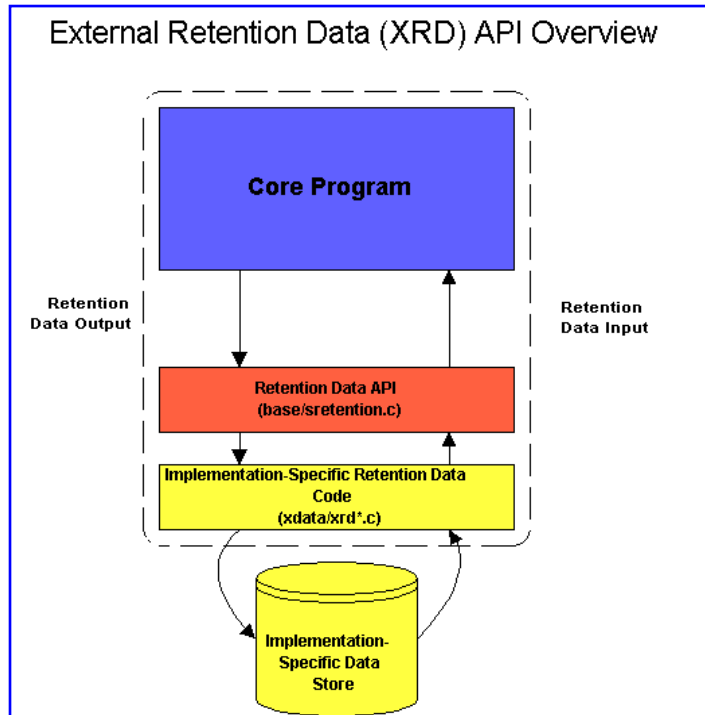 External Retention Data (XRD) API Overview
Core Program
Retention
Data Output
Retention
Data Input
Retention Data API
(base/sretention.c)
Implementation-Specific Retention Data
Code
(xdata/xrd*.c)
Implementation-
Specific Data
Store